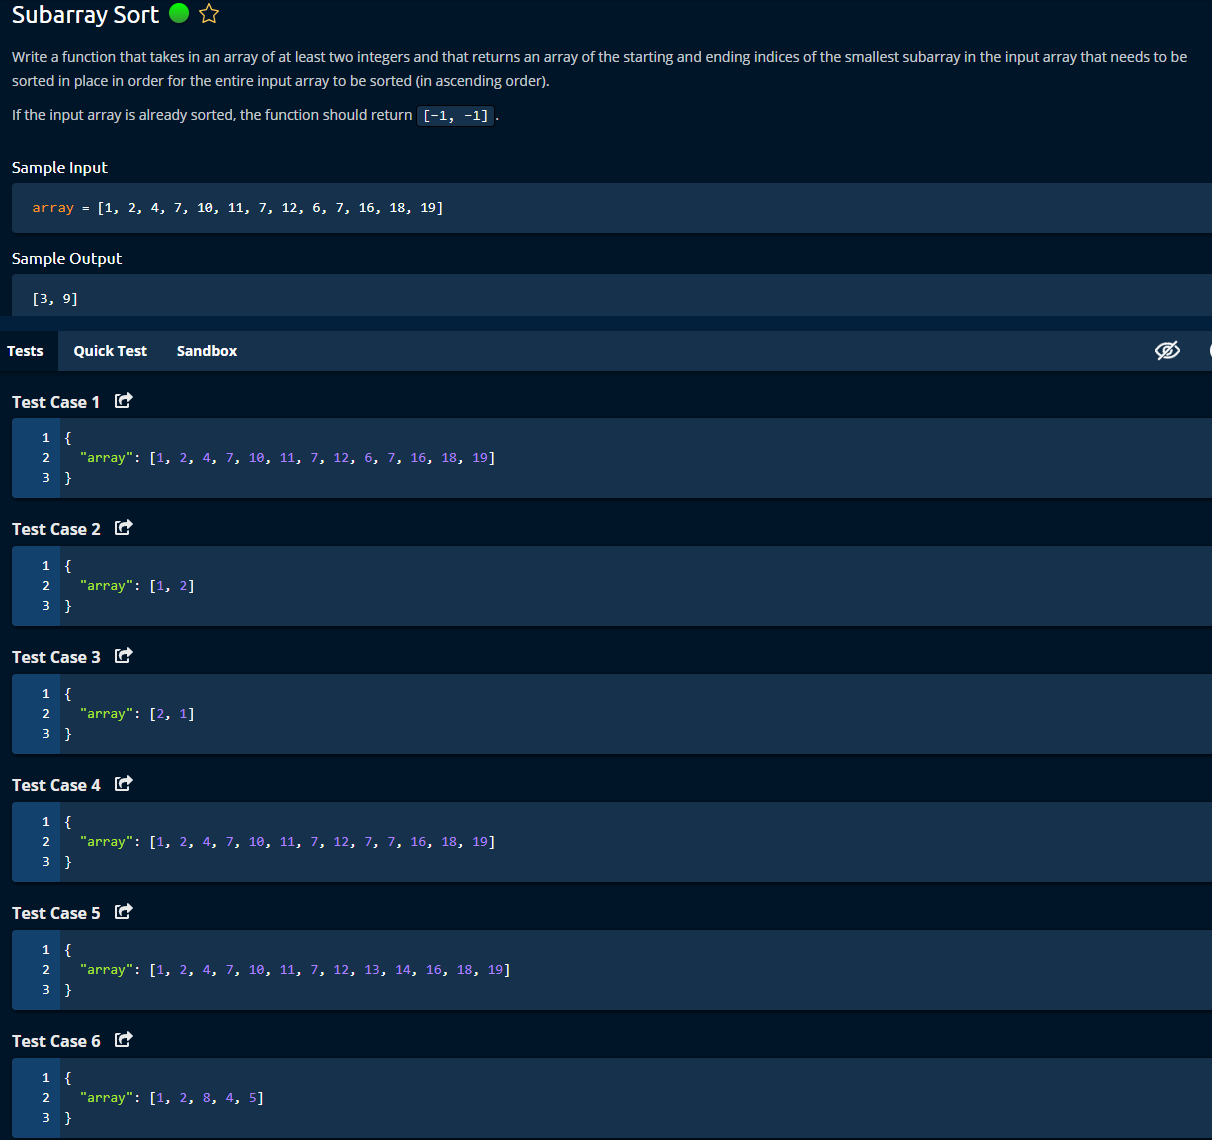 Subarray Sort
Write a function that takes in an array of at least two integers and that returns an array of the starting and ending indices of the smallest subarray in the input array that needs to be
sorted in place in order for the entire input array to be sorted (in ascending order).
If the input array is already sorted, the function should return [-1, -1].
Sample Input
array = [1, 2, 4, 7, 10, 11, 7, 12, 6, 7, 16, 18, 19]
Sample Output
[3, 9]
Tests Quick Test Sandbox
Test Case 1
1 {
2 "array": [1, 2, 4, 7, 10, 11, 7, 12, 6, 7, 16, 18, 19]
3 }
Test Case 2
1 {
2 "array": [1, 2]
3 }
Test Case 3
1 {
2 "array": [2, 1]
3 }
Test Case 4
1 {
2 "array": [1, 2, 4, 7, 10, 11, 7, 12, 7, 7, 16, 18, 19]
3 }
Test Case 5
1 {
2 "array": [1, 2, 4, 7, 10, 11, 7, 12, 13, 14, 16, 18, 19]
3 }
Test Case 6
1 {
2 "array": [1, 2, 8, 4, 5]
3 }